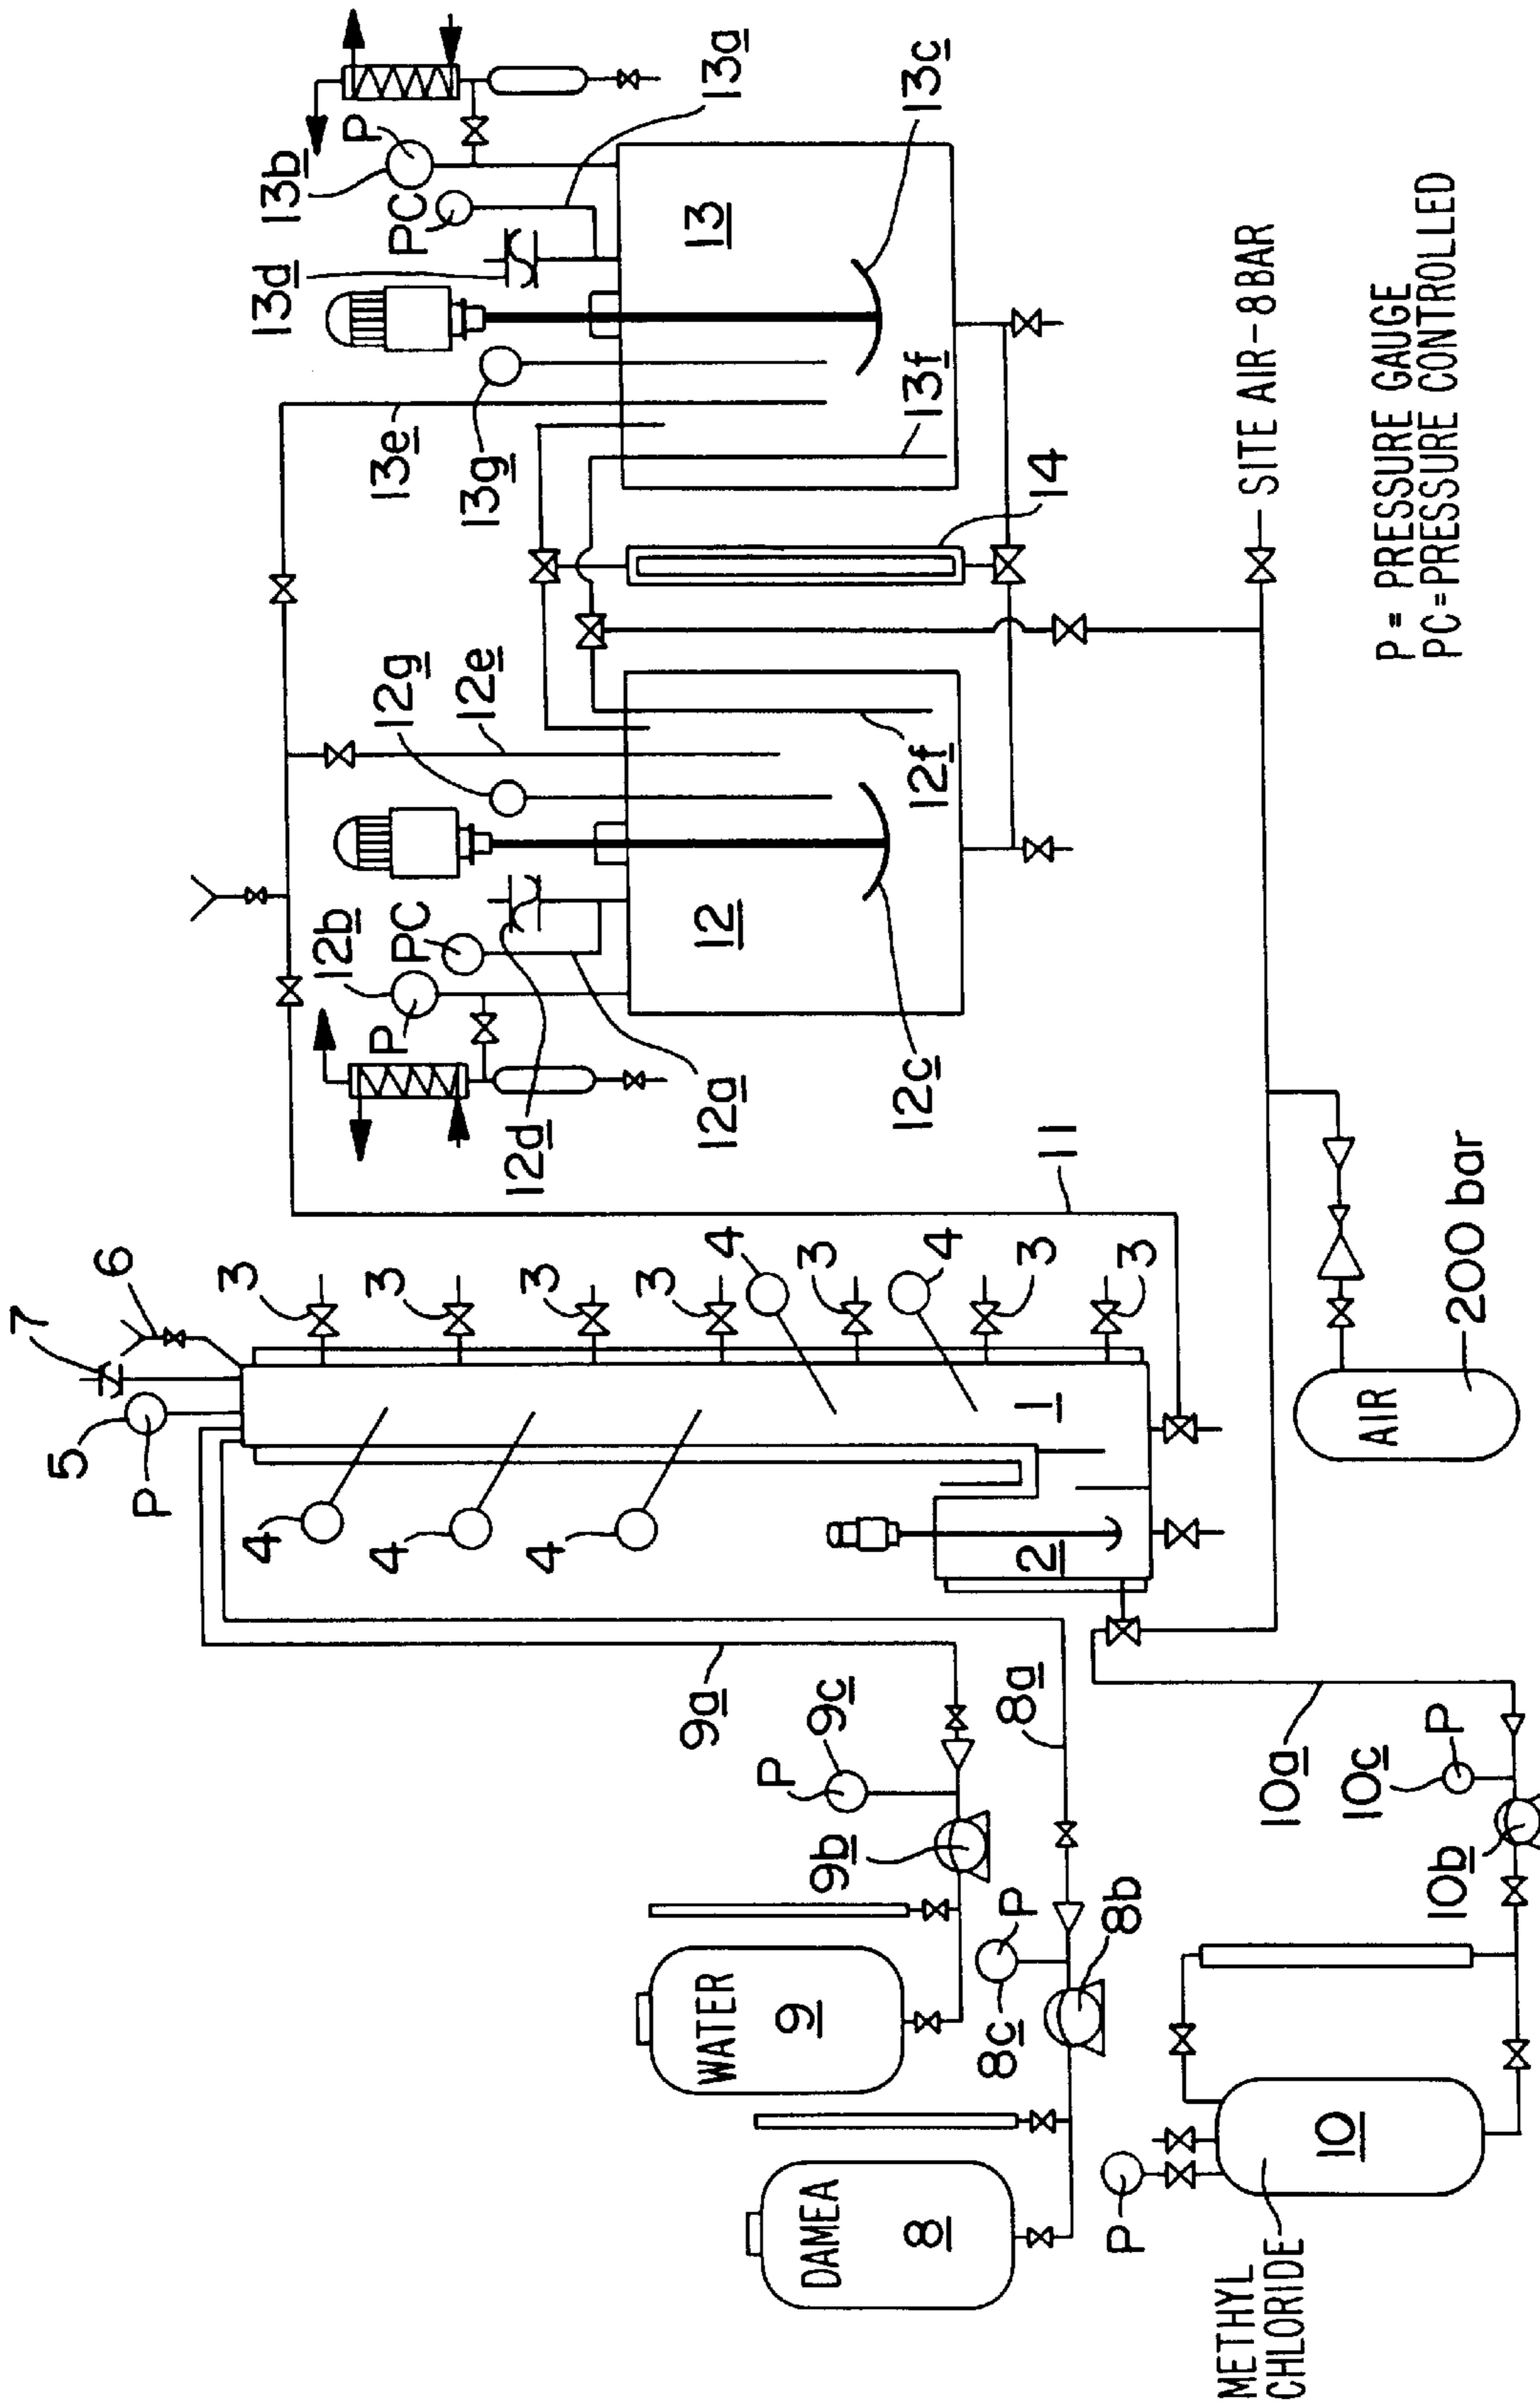 METHYL
CHLORIDE
10
P
DAMEA
8
WATER
9
8c
P
8b
9b
P
9c
10b
10c
P
10a
8a
9a
4
4
4
5
P
7
6
2
1
3
3
3
3
4
3
4
3
3
AIR
200 bar
11
12d
12a
12c
P
12b
PC
12
12g
12e
12f
14
13e
13g
13f
13d
PC
13b
P
13
13a
13c
SITE AIR-8BAR
P = PRESSURE GAUGE
PC = PRESSURE CONTROLLED